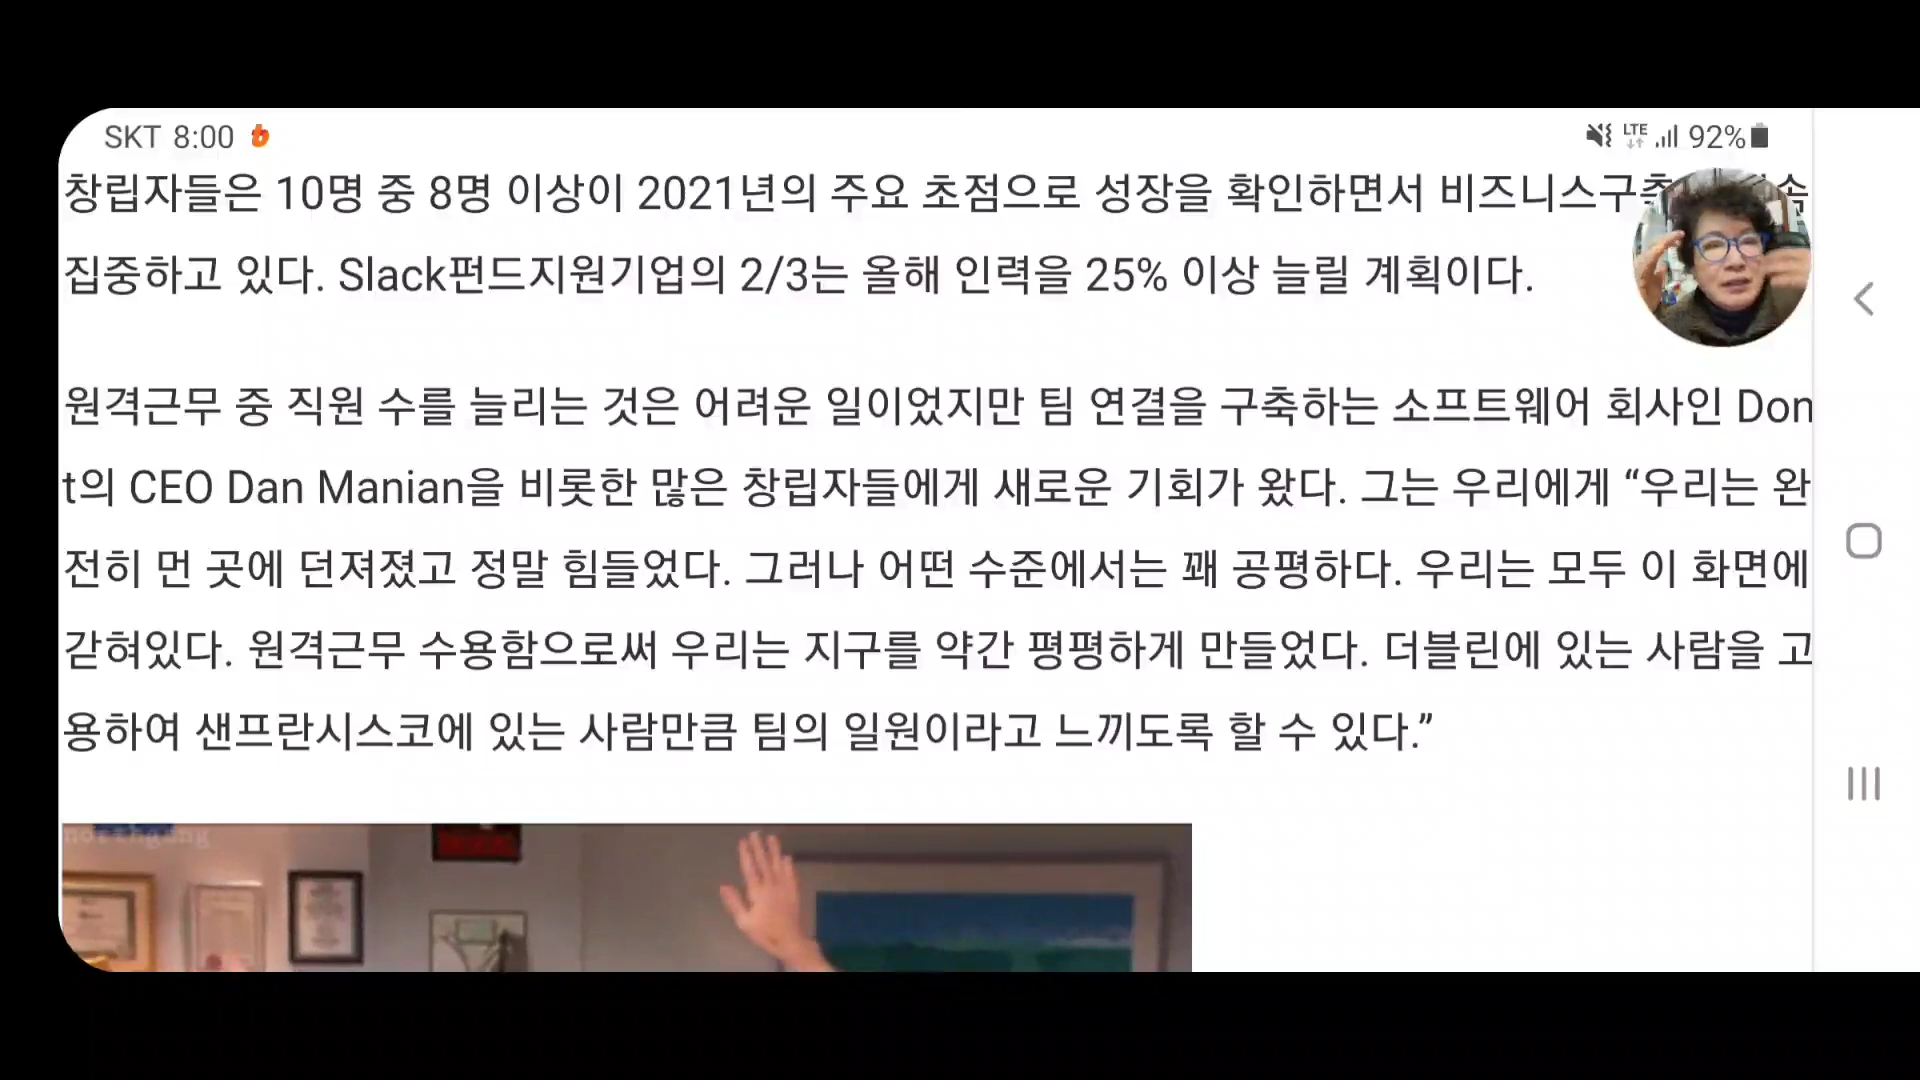 SKT 8:00
LTE 92%
창립자들은 10명 중 8명 이상이 2021년의 주요 초점으로 성장을 확인하면서
집중하고 있다. Slack펀드지원기업의 2/3는 올해 인력을 25% 이상 늘릴 계획이다.
원격근무 중 직원 수를 늘리는 것은 어려운 일이었지만 팀 연결을 구축하는 소프트웨어 회사인 Don
t의 CEO Dan Manian을 비롯한 많은 창립자들에게 새로운 기회가 왔다. 그는 우리에게 “우리는 완
전히 먼 곳에 던져졌고 정말 힘들었다. 그러나 어떤 수준에서는 꽤 공평하다. 우리는 모두 이 화면에
갇혀있다. 원격근무 수용함으로써 우리는 지구를 약간 평평하게 만들었다. 더블린에 있는 사람을 고
용하여 샌프란시스코에 있는 사람만큼 팀의 일원이라고 느끼도록 할 수 있다.”